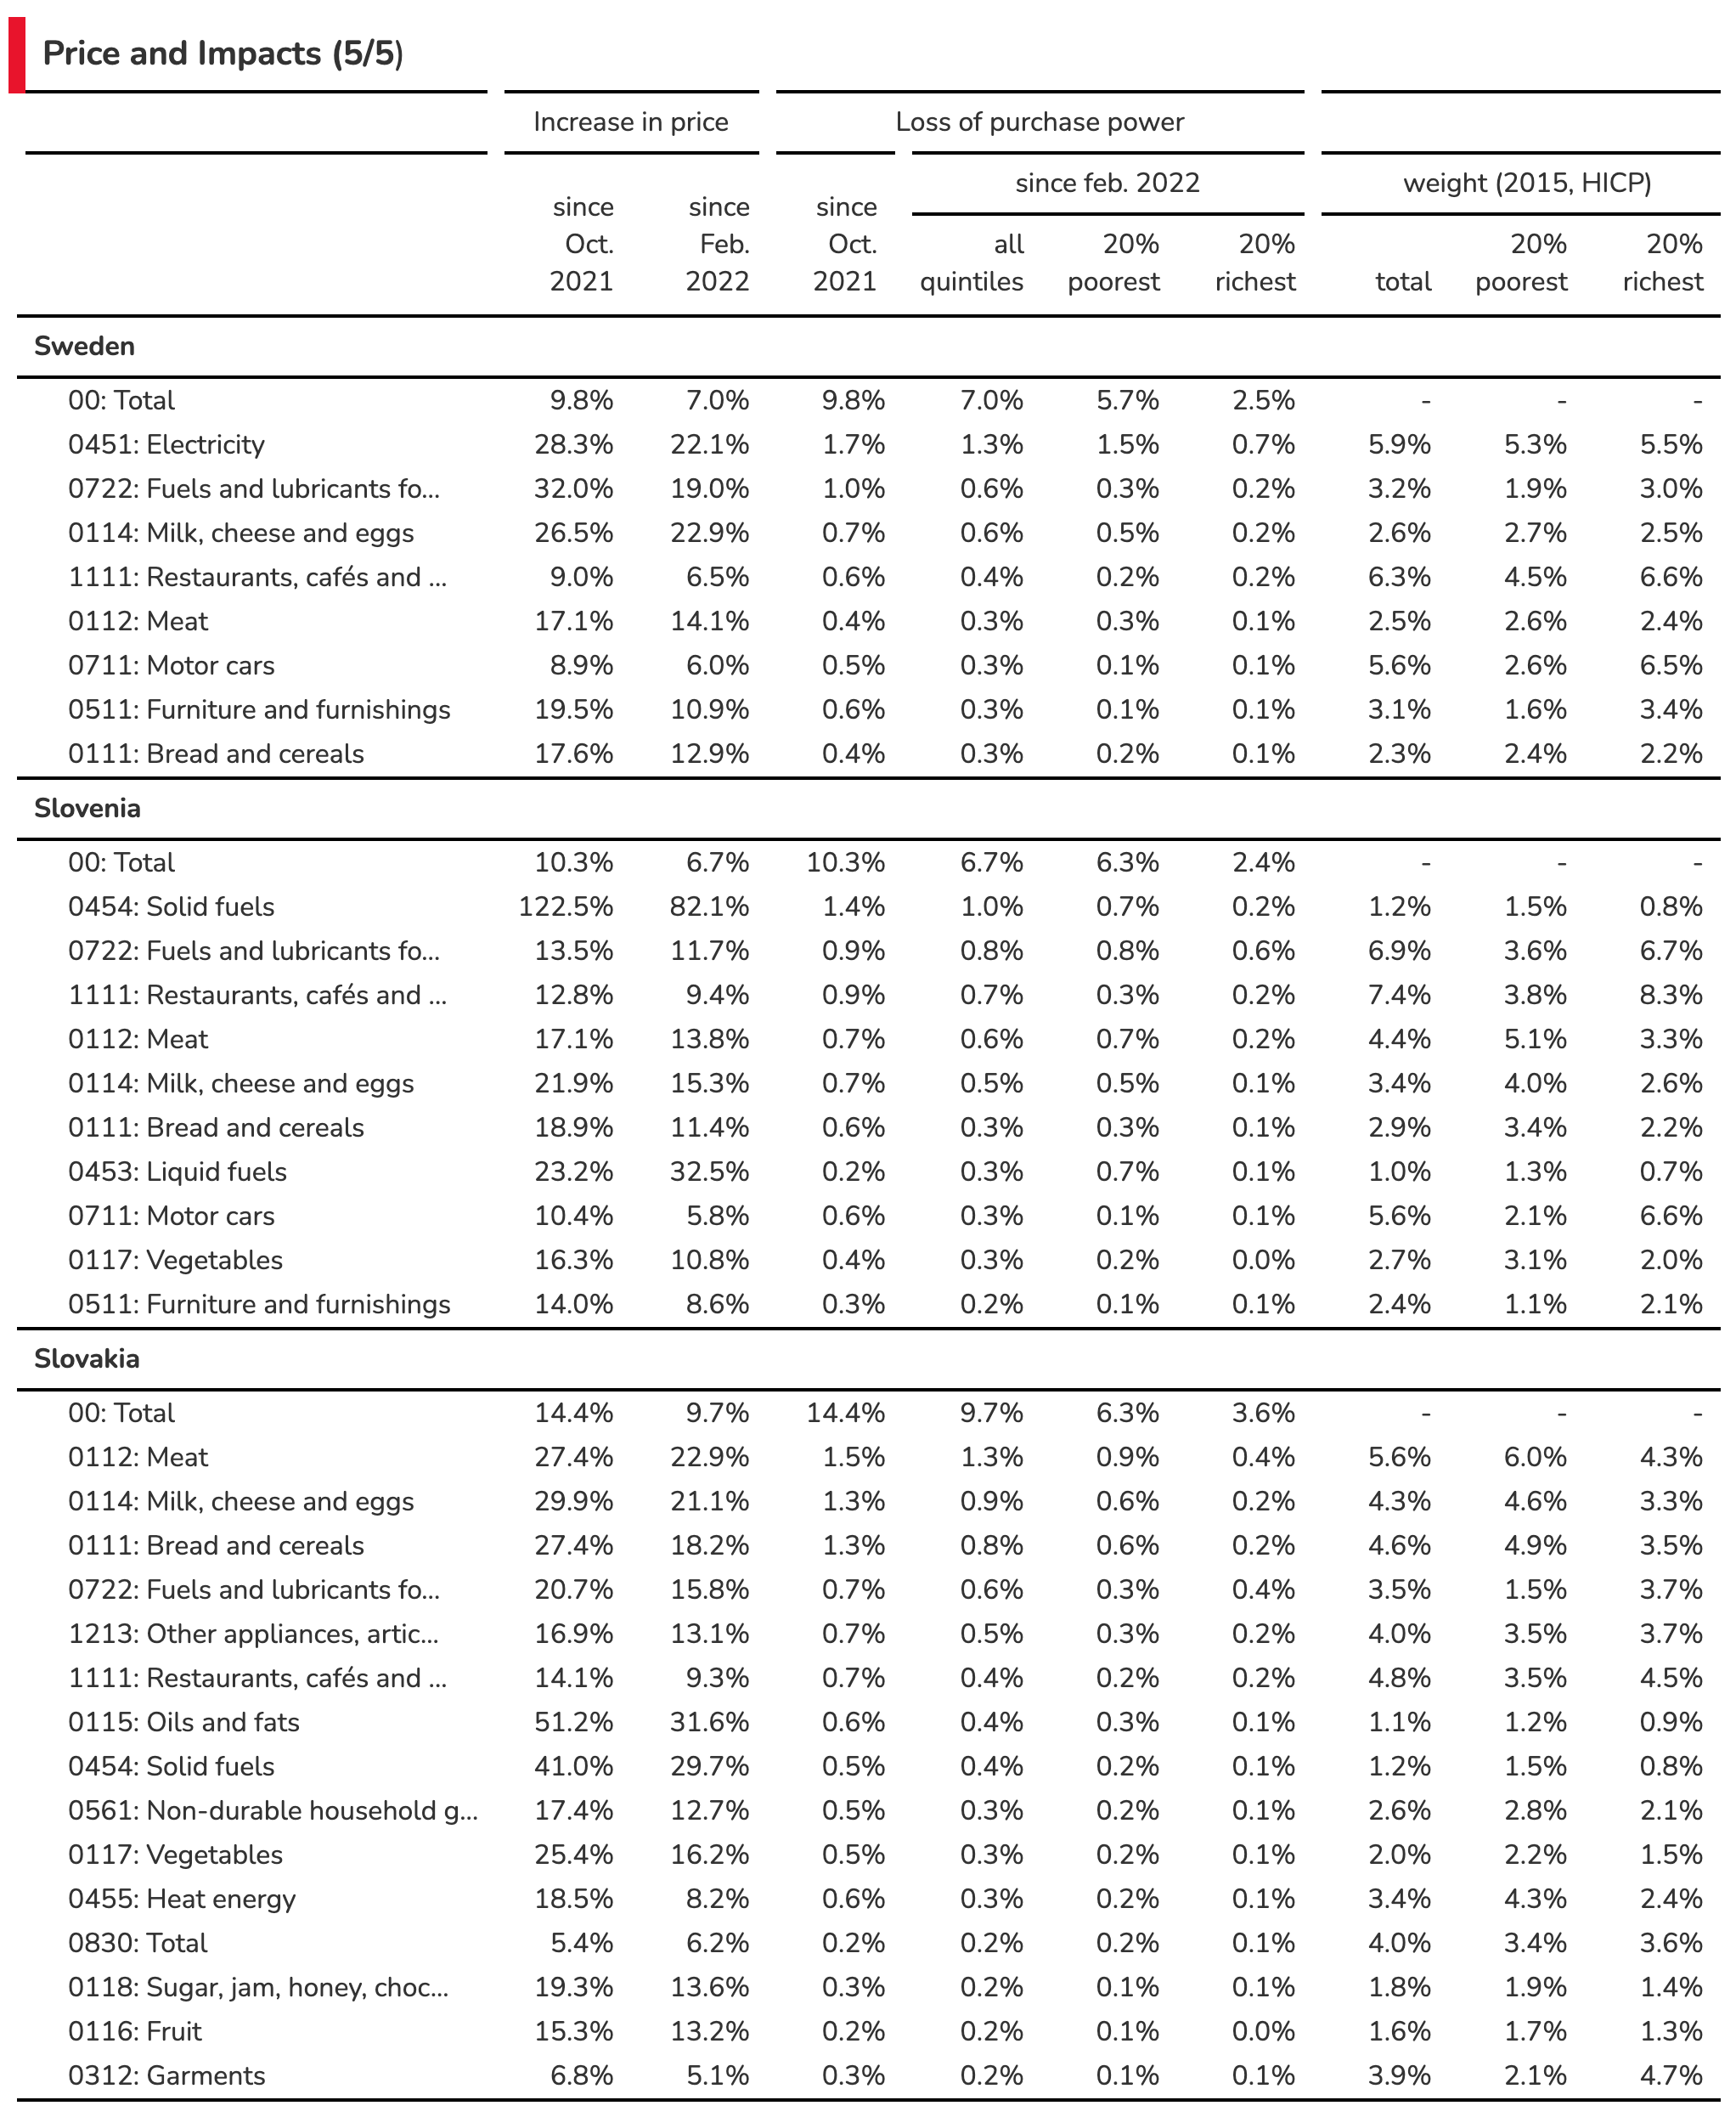 Price and Impacts (5/5)
Increase in price Loss of purchase power
since feb. 2022 weight (2015, HICP)
since since since
Oct. Feb. Oct. all 20% 20% 20% 20%
2021 2022 2021 quintiles poorest richest total poorest richest
Sweden
00: Total 9.8% 7.0% 9.8% 7.0% 5.7% 2.5% - - -
0451: Electricity 28.3% 22.1% 1.7% 1.3% 1.5% 0.7% 5.9% 5.3% 5.5%
0722: Fuels and lubricants fo... 32.0% 19.0% 1.0% 0.6% 0.3% 0.2% 3.2% 1.9% 3.0%
0114: Milk, cheese and eggs 26.5% 22.9% 0.7% 0.6% 0.5% 0.2% 2.6% 2.7% 2.5%
1111: Restaurants, cafés and ... 9.0% 6.5% 0.6% 0.4% 0.2% 0.2% 6.3% 4.5% 6.6%
0112: Meat 17.1% 14.1% 0.4% 0.3% 0.3% 0.1% 2.5% 2.6% 2.4%
0711: Motor cars 8.9% 6.0% 0.5% 0.3% 0.1% 0.1% 5.6% 2.6% 6.5%
0511: Furniture and furnishings 19.5% 10.9% 0.6% 0.3% 0.1% 0.1% 3.1% 1.6% 3.4%
0111: Bread and cereals 17.6% 12.9% 0.4% 0.3% 0.2% 0.1% 2.3% 2.4% 2.2%
Slovenia
00: Total 10.3% 6.7% 10.3% 6.7% 6.3% 2.4% - - -
0454: Solid fuels 122.5% 82.1% 1.4% 1.0% 0.7% 0.2% 1.2% 1.5% 0.8%
0722: Fuels and lubricants fo... 13.5% 11.7% 0.9% 0.8% 0.8% 0.6% 6.9% 3.6% 6.7%
1111: Restaurants, cafés and ... 12.8% 9.4% 0.9% 0.7% 0.3% 0.2% 7.4% 3.8% 8.3%
0112: Meat 17.1% 13.8% 0.7% 0.6% 0.7% 0.2% 4.4% 5.1% 3.3%
0114: Milk, cheese and eggs 21.9% 15.3% 0.7% 0.5% 0.5% 0.1% 3.4% 4.0% 2.6%
0111: Bread and cereals 18.9% 11.4% 0.6% 0.3% 0.3% 0.1% 2.9% 3.4% 2.2%
0453: Liquid fuels 23.2% 32.5% 0.2% 0.3% 0.7% 0.1% 1.0% 1.3% 0.7%
0711: Motor cars 10.4% 5.8% 0.6% 0.3% 0.1% 0.1% 5.6% 2.1% 6.6%
0117: Vegetables 16.3% 10.8% 0.4% 0.3% 0.2% 0.0% 2.7% 3.1% 2.0%
0511: Furniture and furnishings 14.0% 8.6% 0.3% 0.2% 0.1% 0.1% 2.4% 1.1% 2.1%
Slovakia
00: Total 14.4% 9.7% 14.4% 9.7% 6.3% 3.6% - - -
0112: Meat 27.4% 22.9% 1.5% 1.3% 0.9% 0.4% 5.6% 6.0% 4.3%
0114: Milk, cheese and eggs 29.9% 21.1% 1.3% 0.9% 0.6% 0.2% 4.3% 4.6% 3.3%
0111: Bread and cereals 27.4% 18.2% 1.3% 0.8% 0.6% 0.2% 4.6% 4.9% 3.5%
0722: Fuels and lubricants fo... 20.7% 15.8% 0.7% 0.6% 0.3% 0.4% 3.5% 1.5% 3.7%
1213: Other appliances, artic... 16.9% 13.1% 0.7% 0.5% 0.3% 0.2% 4.0% 3.5% 3.7%
1111: Restaurants, cafés and ... 14.1% 9.3% 0.7% 0.4% 0.2% 0.2% 4.8% 3.5% 4.5%
0115: Oils and fats 51.2% 31.6% 0.6% 0.4% 0.3% 0.1% 1.1% 1.2% 0.9%
0454: Solid fuels 41.0% 29.7% 0.5% 0.4% 0.2% 0.1% 1.2% 1.5% 0.8%
0561: Non-durable household g... 17.4% 12.7% 0.5% 0.3% 0.2% 0.1% 2.6% 2.8% 2.1%
0117: Vegetables 25.4% 16.2% 0.5% 0.3% 0.2% 0.1% 2.0% 2.2% 1.5%
0455: Heat energy 18.5% 8.2% 0.6% 0.3% 0.2% 0.1% 3.4% 4.3% 2.4%
0830: Total 5.4% 6.2% 0.2% 0.2% 0.2% 0.1% 4.0% 3.4% 3.6%
0118: Sugar, jam, honey, choc... 19.3% 13.6% 0.3% 0.2% 0.1% 0.1% 1.8% 1.9% 1.4%
0116: Fruit 15.3% 13.2% 0.2% 0.2% 0.1% 0.0% 1.6% 1.7% 1.3%
0312: Garments 6.8% 5.1% 0.3% 0.2% 0.1% 0.1% 3.9% 2.1% 4.7%